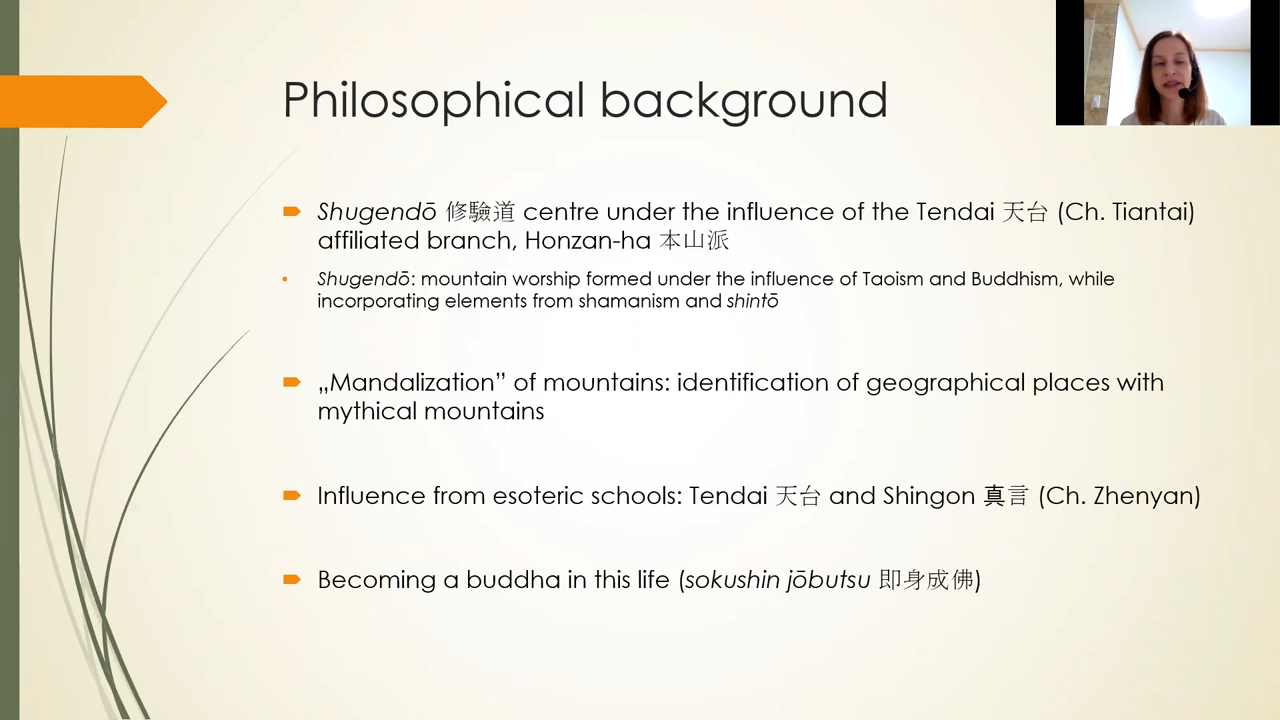 Philosophical background
Shugendō 修驗道 centre under the influence of the Tendai 天台 (Ch. Tiantai)
affiliated branch, Honzan-ha 本山派
Shugendō: mountain worship formed under the influence of Taoism and Buddhism, while
incorporating elements from shamanism and shintō
„Mandalization” of mountains: identification of geographical places with
mythical mountains
Influence from esoteric schools: Tendai 天台 and Shingon 真言 (Ch. Zhenyan)
Becoming a buddha in this life (sokushin jōbutsu 即身成佛)